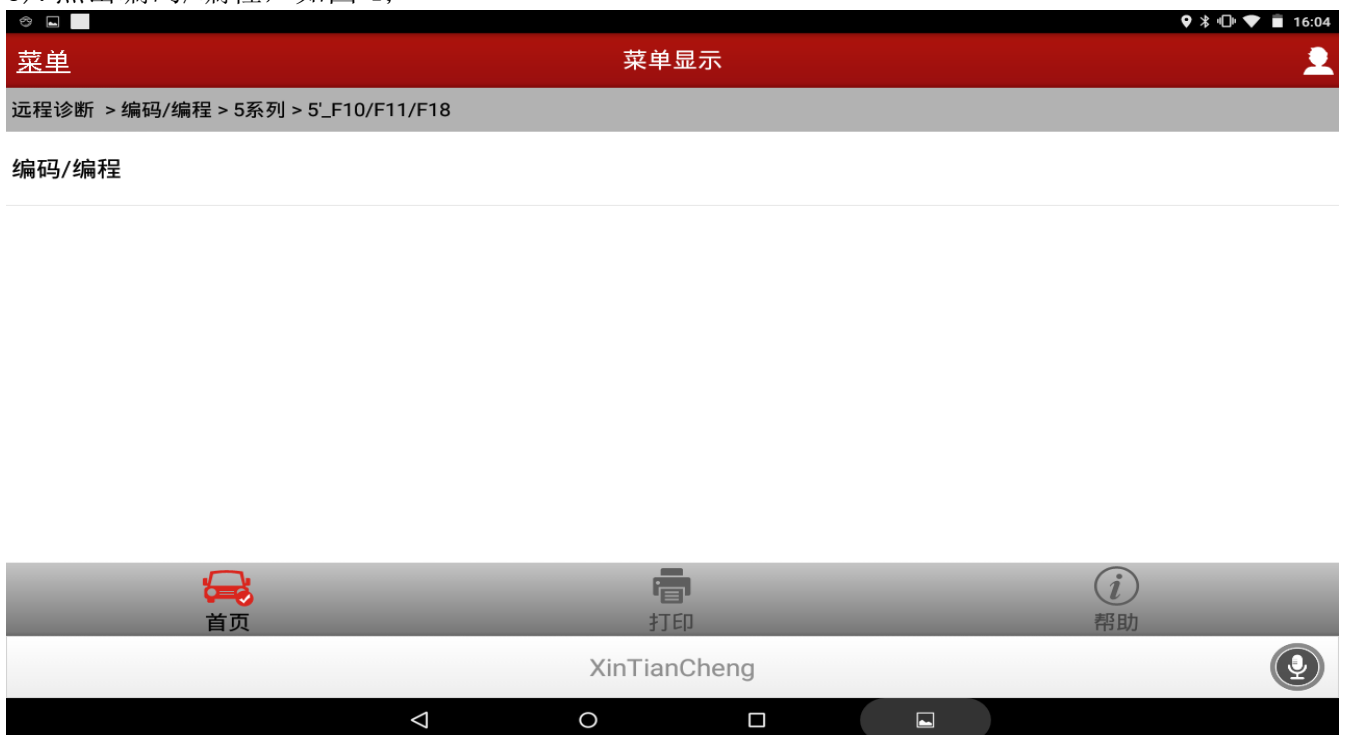 16:04
菜单
菜单显示
远程诊断 > 编码/编程 > 5系列 > 5'_F10/F11/F18
编码/编程
首页
打印
帮助
XinTianCheng